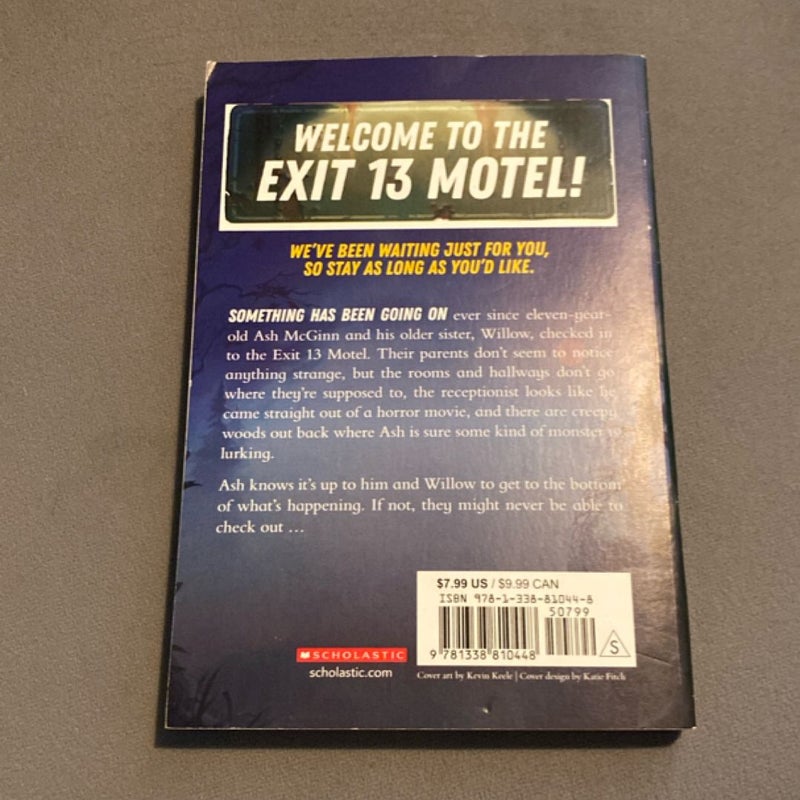 WELCOME TO THE
EXIT 13 MOTEL!
WE'VE BEEN WAITING JUST FOR YOU,
SO STAY AS LONG AS YOU'D LIKE.
SOMETHING HAS BEEN GOING ON ever since eleven-year-
old Ash McGinn and his older sister, Willow, checked in
to the Exit 13 Motel. Their parents don't seem to notice
anything strange, but the rooms and hallways don't go
where they're supposed to, the receptionist looks like he
came straight out of a horror movie, and there are creepy
woods out back where Ash is sure some kind of monster is
lurking.
Ash knows it's up to him and Willow to get to the bottom
of what's happening. If not, they might never be able to
check out ...
$7.99 US / $9.99 CAN
ISBN 978-1-338-81044-8
50799
9 781338 810448
S
SCHOLASTIC
scholastic.com
Cover art by Kevin Keele | Cover design by Katie Fitch